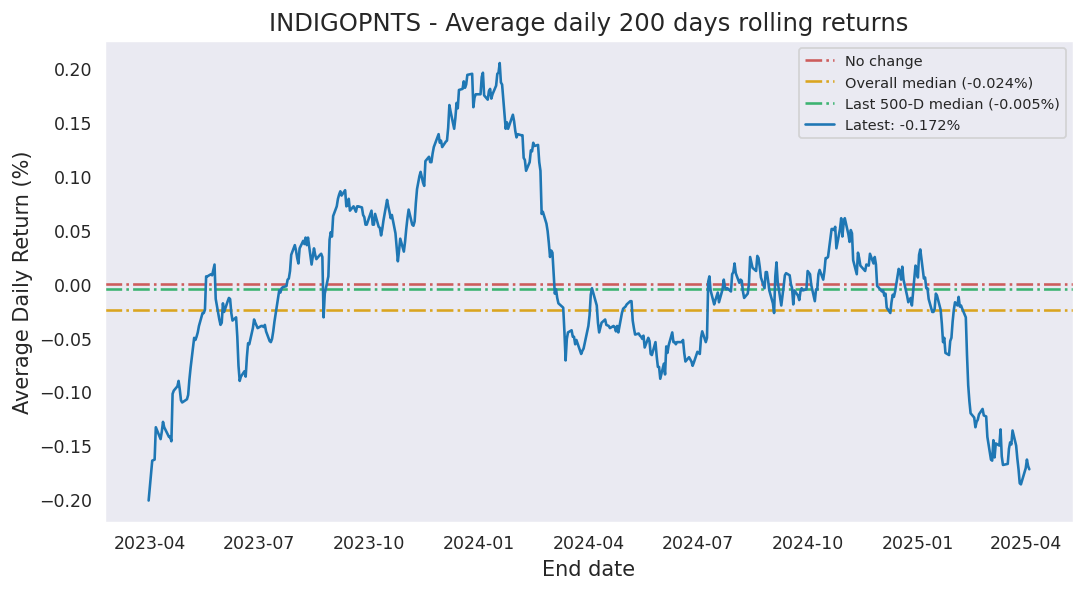 INDIGOPNTS - Average daily 200 days rolling returns
Average Daily Return (%)
0.20
0.15
0.10
0.05
0.00
−0.05
−0.10
−0.15
−0.20
No change
Overall median (-0.024%)
Last 500-D median (-0.005%)
Latest: -0.172%
2023-04 2023-07 2023-10 2024-01 2024-04 2024-07 2024-10 2025-01 2025-04
End date